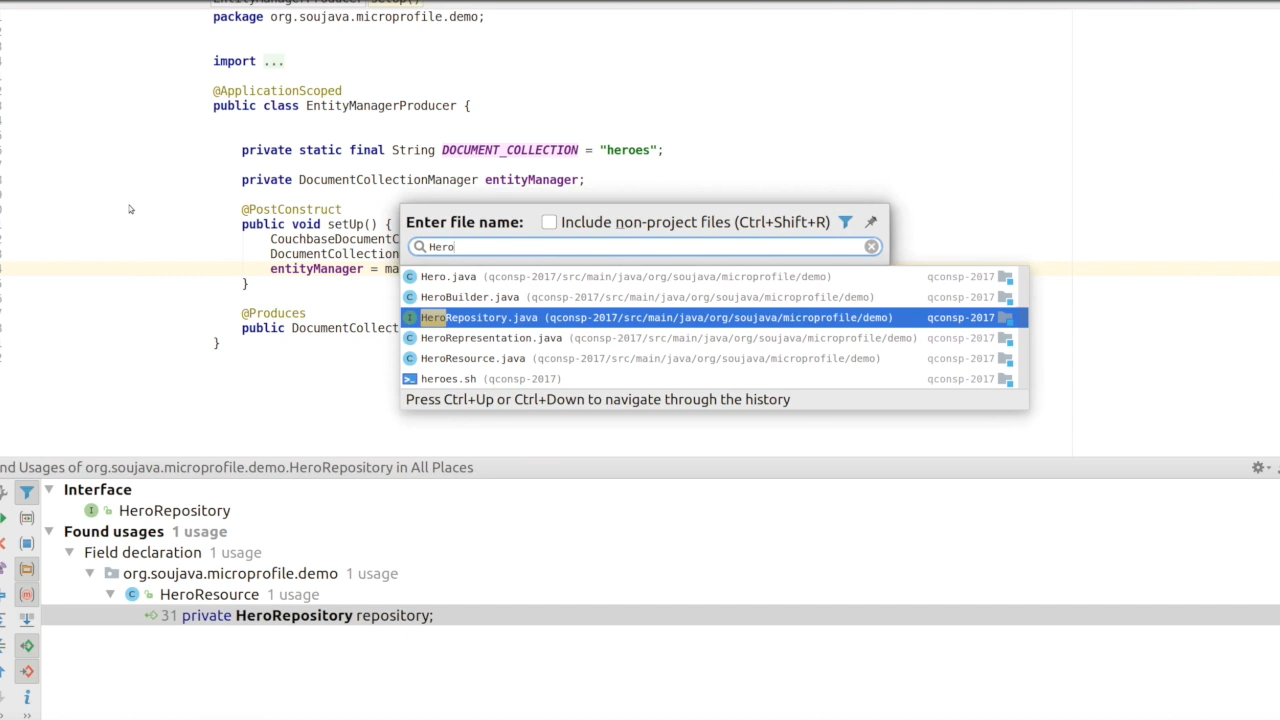 package org.soujava.microprofile.demo;
import ...
@ApplicationScoped
public class EntityManagerProducer {
private static final String DOCUMENT_COLLECTION = "heroes";
private DocumentCollectionManager entityManager;
@PostConstruct
public void setUp() {
CouchbaseDocumentC
DocumentCollection
entityManager = ma
}
@Produces
public DocumentCollect
}
Enter file name: Include non-project files (Ctrl+Shift+R)
Hero
Hero.java (qconsp-2017/src/main/java/org/soujava/microprofile/demo) qconsp-2017
HeroBuilder.java (qconsp-2017/src/main/java/org/soujava/microprofile/demo) qconsp-2017
HeroRepository.java (qconsp-2017/src/main/java/org/soujava/microprofile/demo) qconsp-2017
HeroRepresentation.java (qconsp-2017/src/main/java/org/soujava/microprofile/demo) qconsp-2017
HeroResource.java (qconsp-2017/src/main/java/org/soujava/microprofile/demo) qconsp-2017
heroes.sh (qconsp-2017) qconsp-2017
Press Ctrl+Up or Ctrl+Down to navigate through the history
nd Usages of org.soujava.microprofile.demo.HeroRepository in All Places
Interface
HeroRepository
Found usages 1 usage
Field declaration 1 usage
org.soujava.microprofile.demo 1 usage
HeroResource 1 usage
31 private HeroRepository repository;